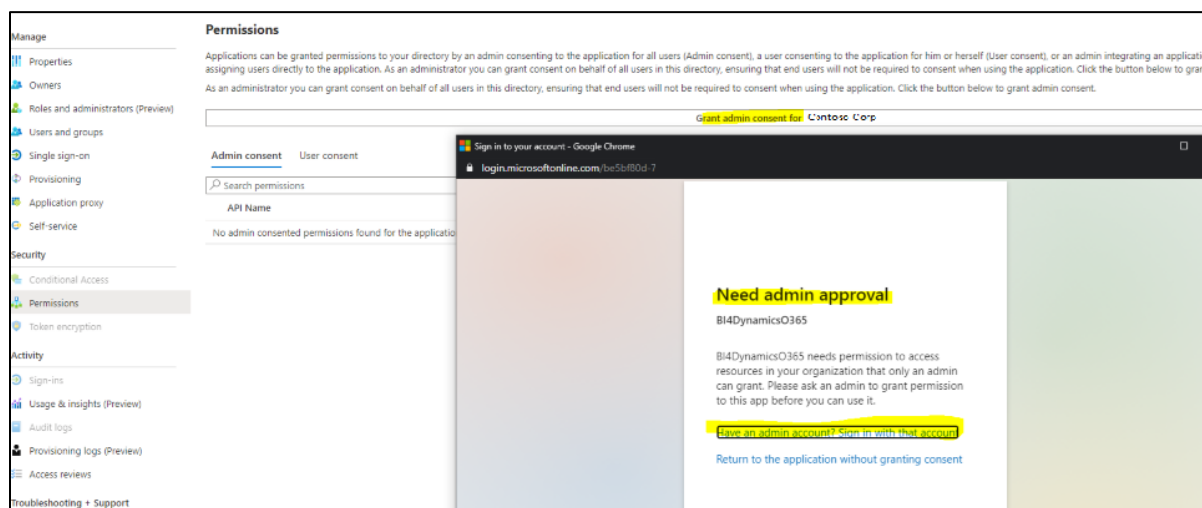 Manage
Properties
Owners
Roles and administrators (Preview)
Users and groups
Single sign-on
Provisioning
Application proxy
Self-service
Security
Conditional Access
Permissions
Token encryption
Activity
Sign-ins
Usage & insights (Preview)
Audit logs
Provisioning logs (Preview)
Access reviews
Troubleshooting + Support
Permissions
Applications can be granted permissions to your directory by an admin consenting to the application for all users (Admin consent), a user consenting to the application for him or herself (User consent), or an admin integrating an applicati
assigning users directly to the application. As an administrator you can grant consent on behalf of all users in this directory, ensuring that end users will not be required to consent when using the application. Click the button below to gran
As an administrator you can grant consent on behalf of all users in this directory, ensuring that end users will not be required to consent when using the application. Click the button below to grant admin consent.
Grant admin consent for Contoso Corp
Admin consent User consent
Search permissions
API Name
No admin consented permissions found for the applicatio
Sign in to your account - Google Chrome
login.microsoftonline.com/be5bf80d-7
Need admin approval
BI4DynamicsO365
BI4DynamicsO365 needs permission to access
resources in your organization that only an admin
can grant. Please ask an admin to grant permission
to this app before you can use it.
Have an admin account? Sign in with that account
Return to the application without granting consent